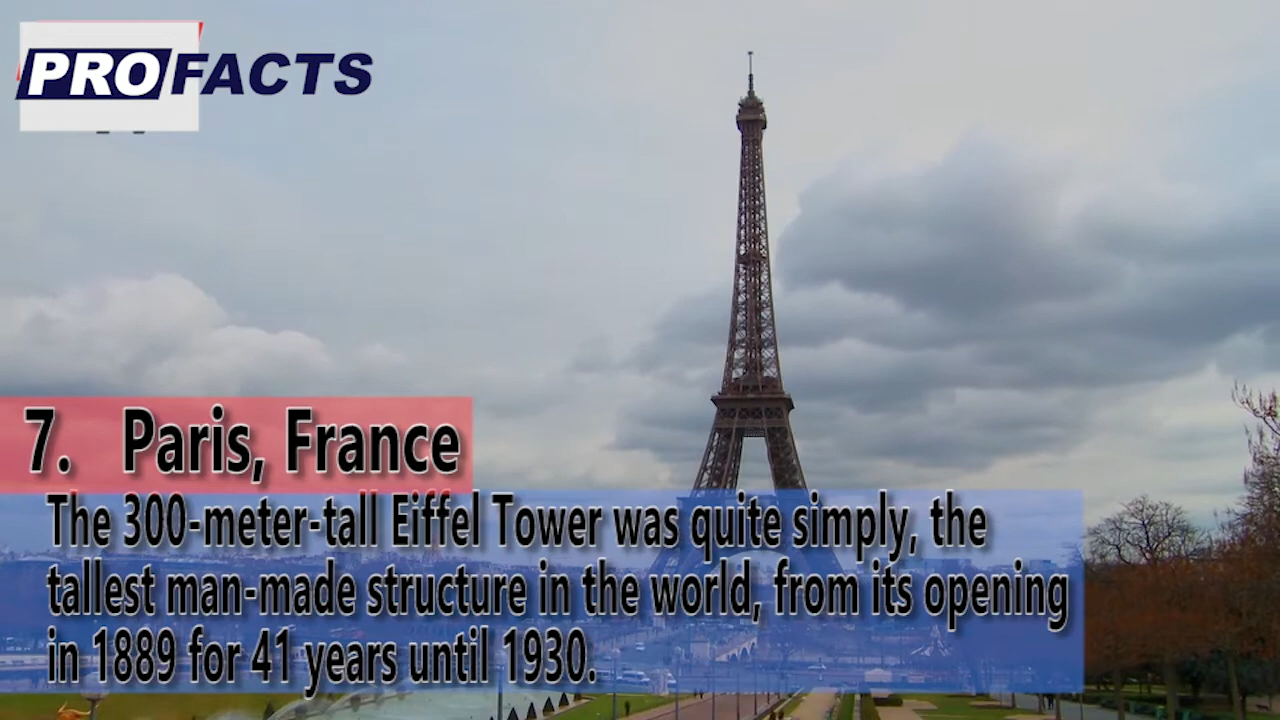 PROFACTS
7. Paris, France
The 300-meter-tall Eiffel Tower was quite simply, the
tallest man-made structure in the world, from its opening
in 1889 for 41 years until 1930.